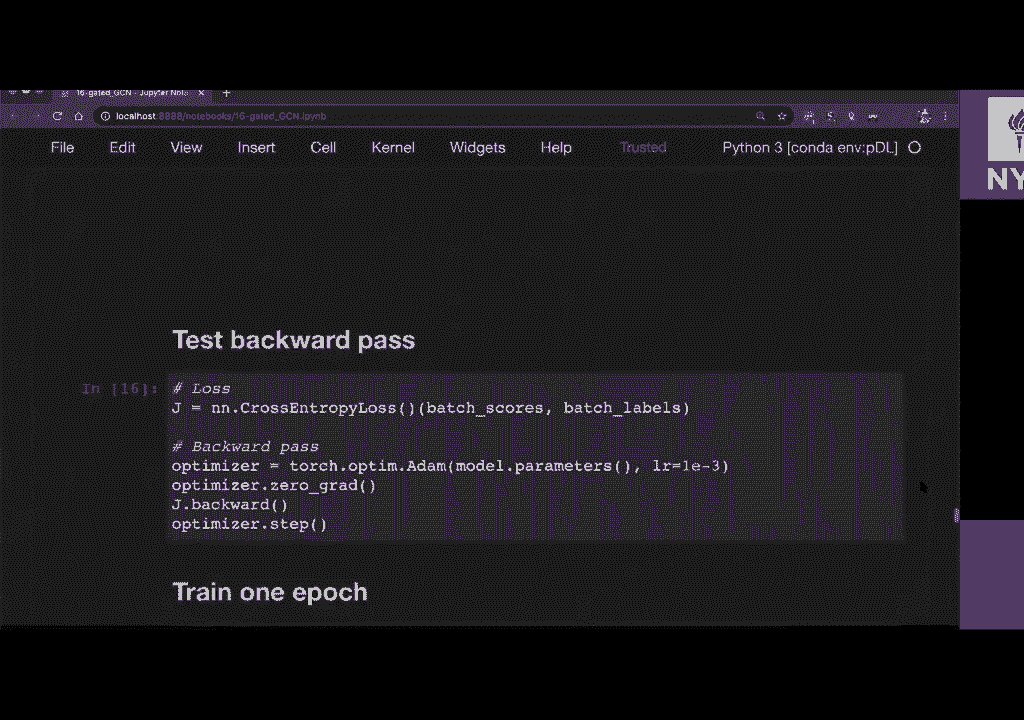 16-gated_GCN - Jupyter Not
localhost:8888/notebooks/16-gated_GCN.ipynb
File Edit View Insert Cell Kernel Widgets Help Trusted Python 3 [conda env:pDL]
NY
Test backward pass
In [16]: # Loss
J = nn.CrossEntropyLoss()(batch_scores, batch_labels)
# Backward pass
optimizer = torch.optim.Adam(model.parameters(), lr=1e-3)
optimizer.zero_grad()
J.backward()
optimizer.step()
Train one epoch